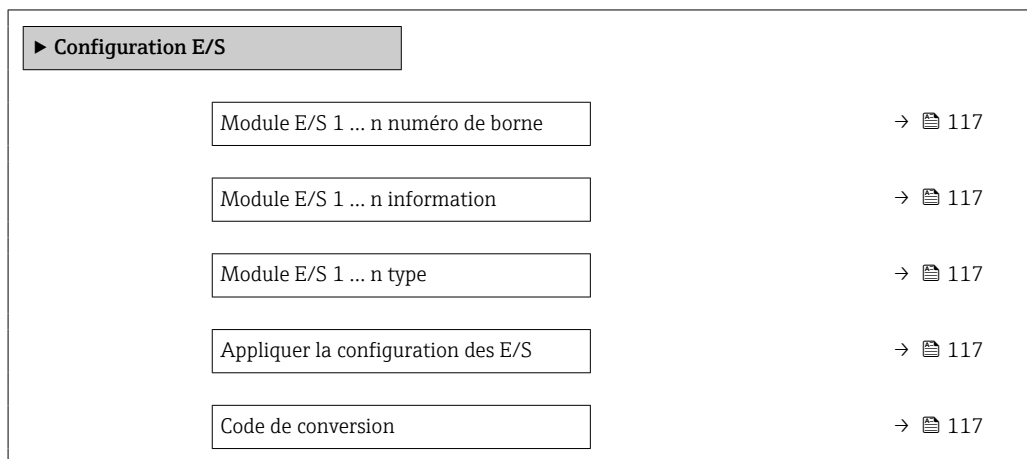 ► Configuration E/S
Module E/S 1 ... n numéro de borne → 117
Module E/S 1 ... n information → 117
Module E/S 1 ... n type → 117
Appliquer la configuration des E/S → 117
Code de conversion → 117